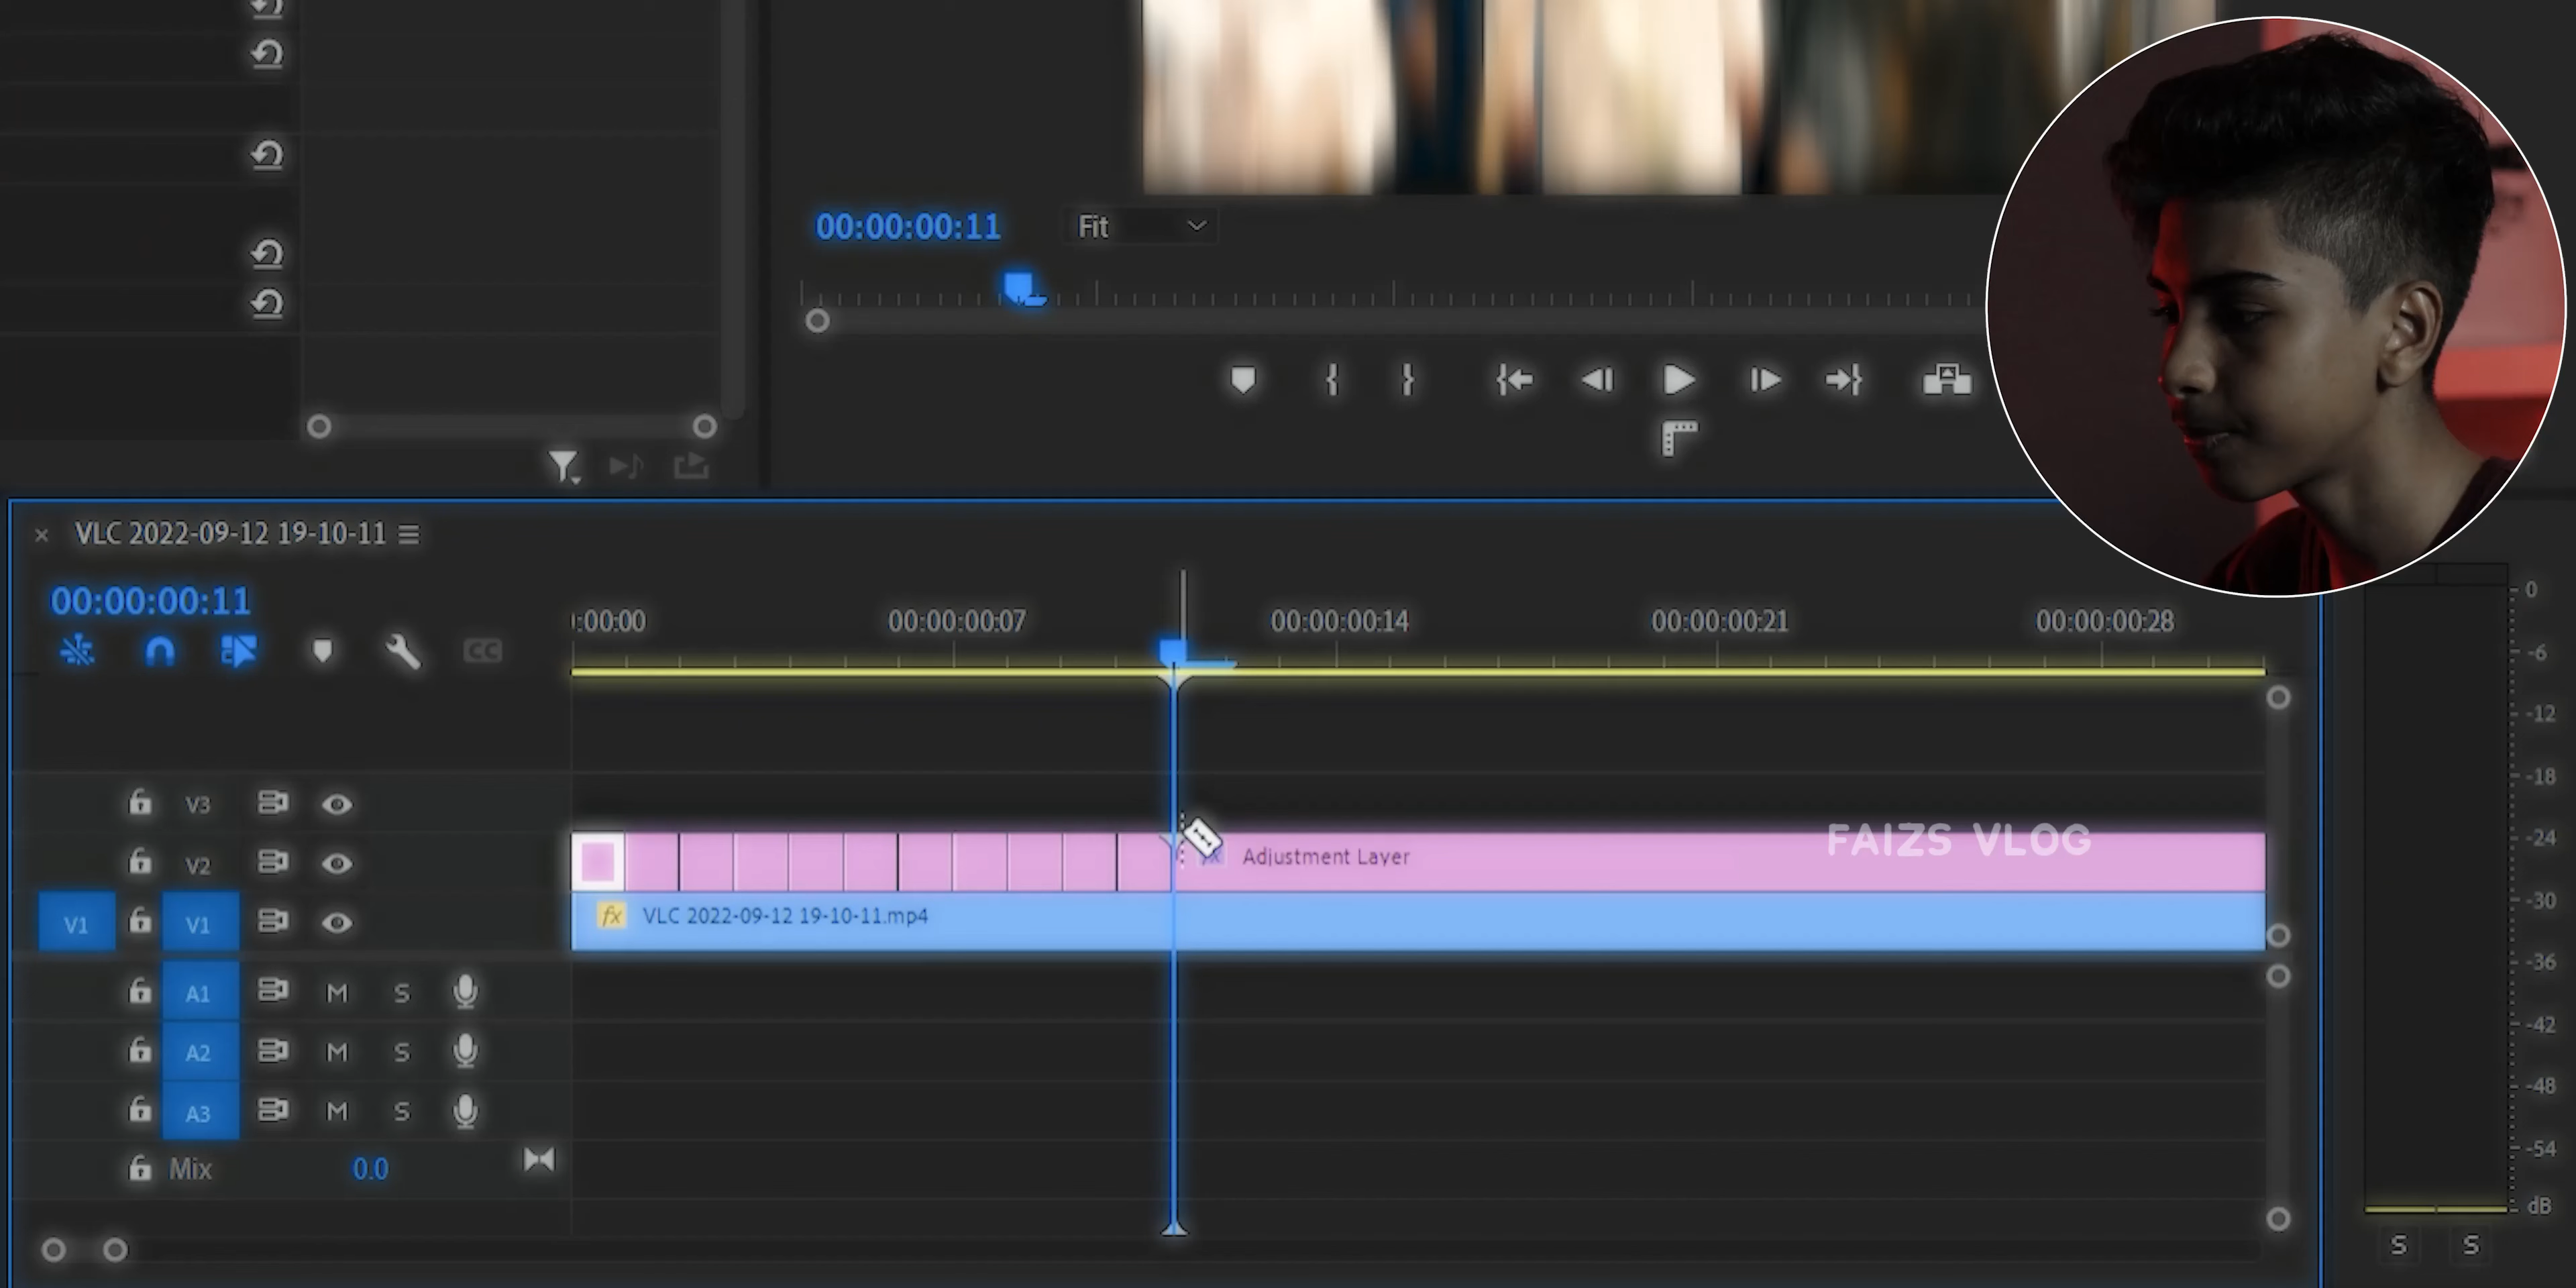 00:00:00:11 Fit
VLC 2022-09-12 19-10-11
00:00:00:11
:00:00 00:00:00:07 00:00:00:14 00:00:00:21 00:00:00:28
CC
V3
V2 fx Adjustment Layer FAIZS VLOG
V1 V1 fx VLC 2022-09-12 19-10-11.mp4
A1 M S
A2 M S
A3 M S
Mix 0.0
0
-6
-12
-18
-24
-30
-36
-42
-48
-54
dB
S S